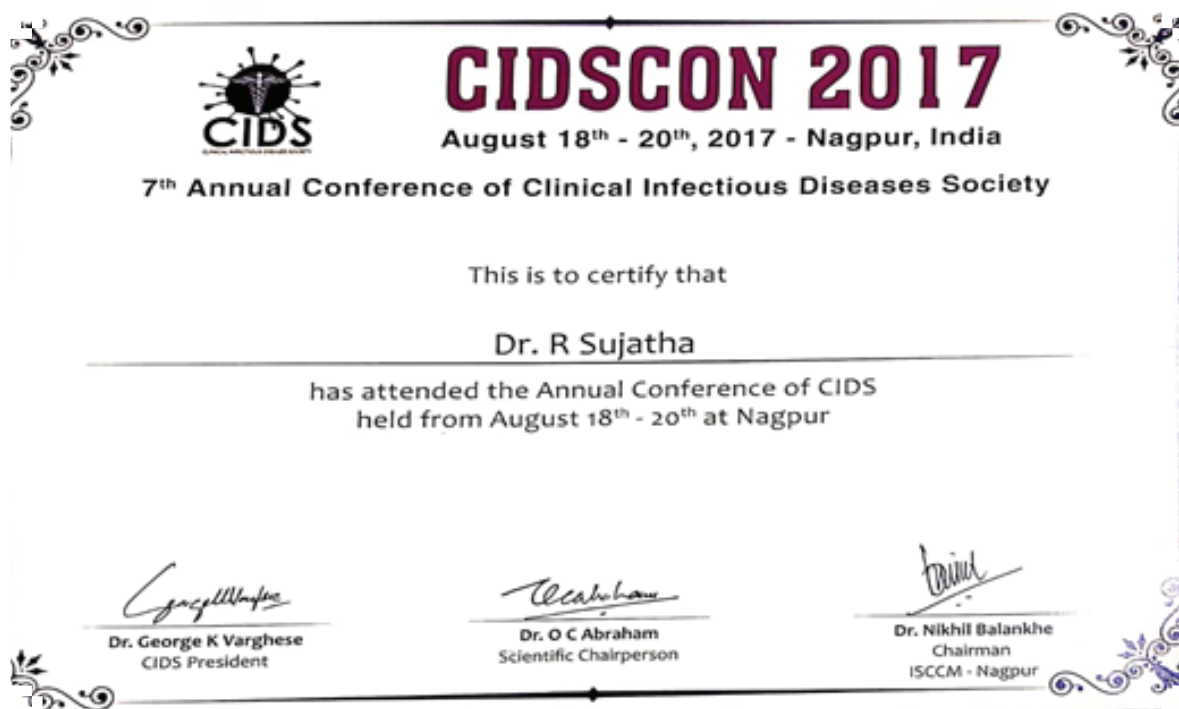 CIDS
CIDSCON 2017
August 18th - 20th, 2017 - Nagpur, India
7th Annual Conference of Clinical Infectious Diseases Society
This is to certify that
Dr. R Sujatha
has attended the Annual Conference of CIDS
held from August 18th - 20th at Nagpur
Dr. George K Varghese
CIDS President
Dr. O C Abraham
Scientific Chairperson
Dr. Nikhil Balankhe
Chairman
ISCCM - Nagpur